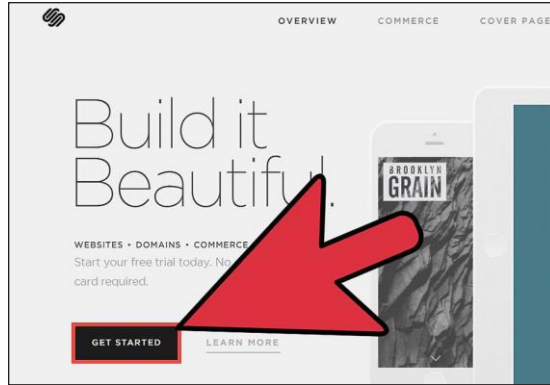 OVERVIEW COMMERCE COVER PAGE
Build it
Beautiful.
BROOKLYN
GRAIN
WEBSITES • DOMAINS • COMMERCE
Start your free trial today. No
card required.
GET STARTED LEARN MORE